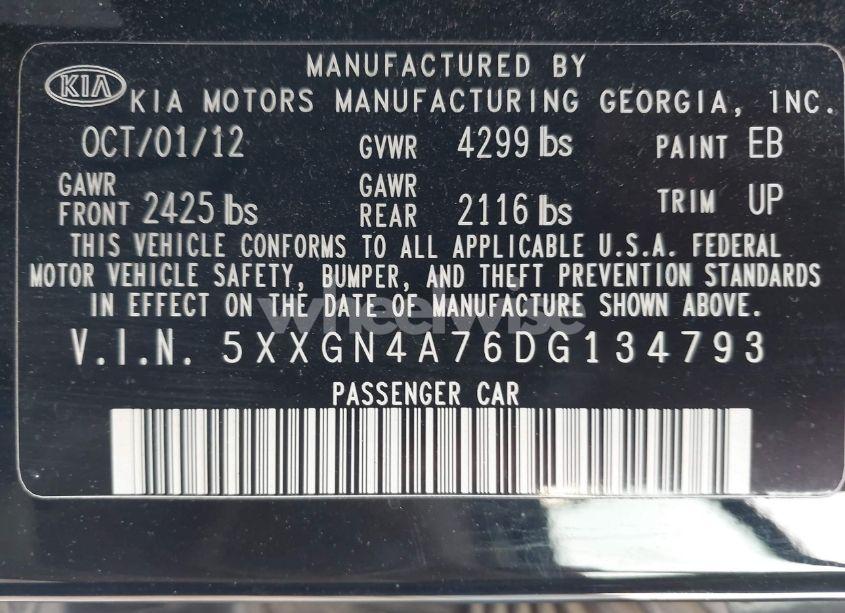 MANUFACTURED BY
KIA KIA MOTORS MANUFACTURING GEORGIA, INC.
OCT/01/12 GVWR 4299 lbs PAINT EB
GAWR FRONT 2425 lbs GAWR REAR 2116 lbs TRIM UP
THIS VEHICLE CONFORMS TO ALL APPLICABLE U.S.A. FEDERAL
MOTOR VEHICLE SAFETY, BUMPER, AND THEFT PREVENTION STANDARDS
IN EFFECT ON THE DATE OF MANUFACTURE SHOWN ABOVE.
wheelwise
V.I.N. 5XXGN4A76DG134793
PASSENGER CAR